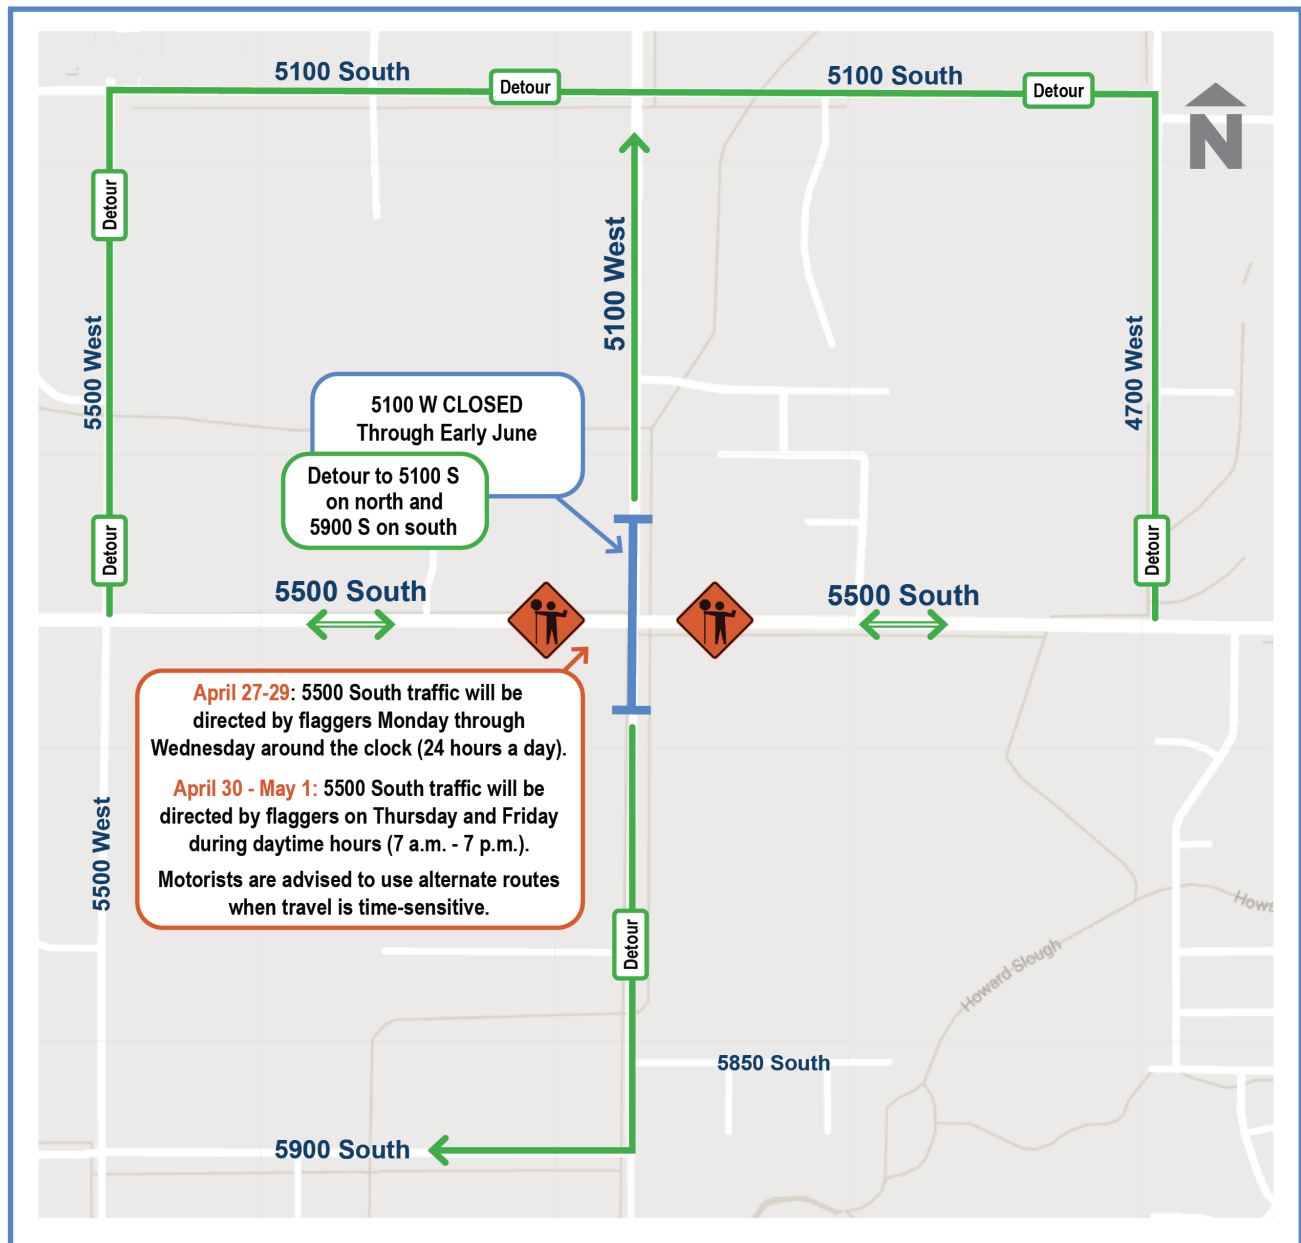 5100 South
Detour
5100 South
Detour
N
Detour
5100 West
5500 West
4700 West
5100 W CLOSED
Through Early June
Detour to 5100 S
on north and
5900 S on south
Detour
Detour
5500 South
5500 South
April 27-29: 5500 South traffic will be
directed by flaggers Monday through
Wednesday around the clock (24 hours a day).
April 30 - May 1: 5500 South traffic will be
directed by flaggers on Thursday and Friday
during daytime hours (7 a.m. - 7 p.m.).
Motorists are advised to use alternate routes
when travel is time-sensitive.
5500 West
Detour
Howa
Howard Slough
5850 South
5900 South